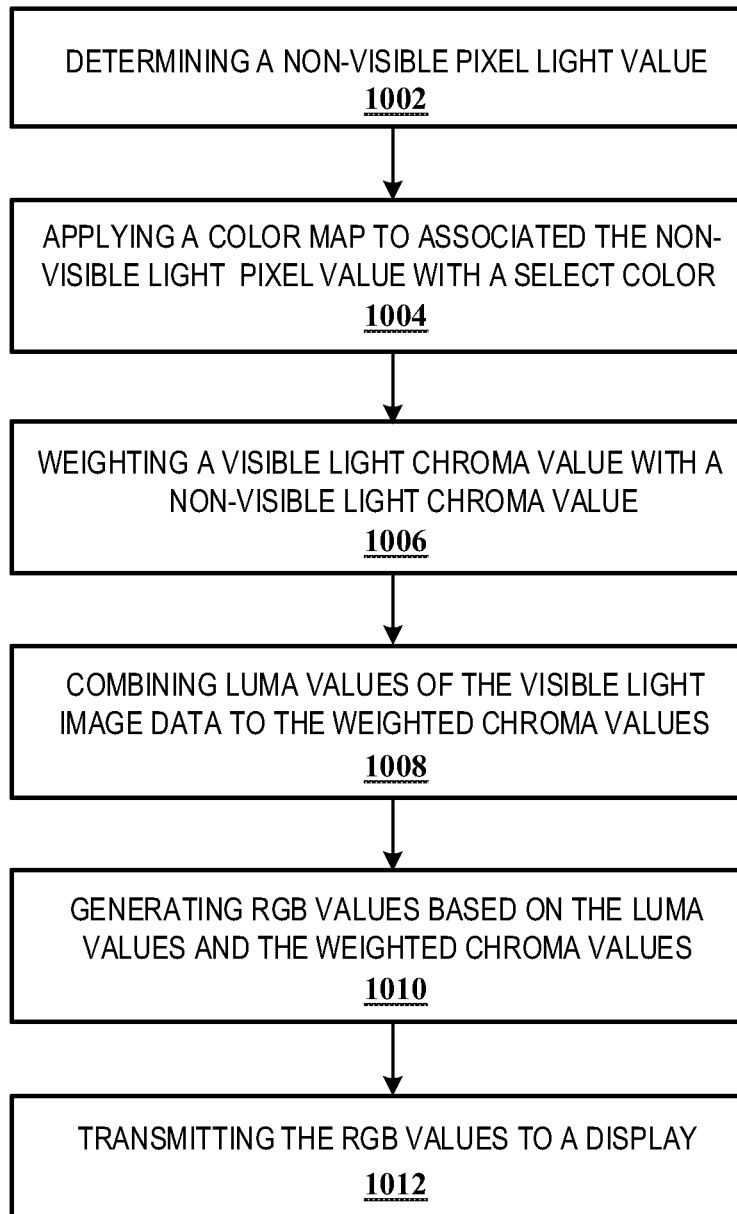 DETERMINING A NON-VISIBLE PIXEL LIGHT VALUE
1002
APPLYING A COLOR MAP TO ASSOCIATED THE NON-
VISIBLE LIGHT PIXEL VALUE WITH A SELECT COLOR
1004
WEIGHTING A VISIBLE LIGHT CHROMA VALUE WITH A
NON-VISIBLE LIGHT CHROMA VALUE
1006
COMBINING LUMA VALUES OF THE VISIBLE LIGHT
IMAGE DATA TO THE WEIGHTED CHROMA VALUES
1008
GENERATING RGB VALUES BASED ON THE LUMA
VALUES AND THE WEIGHTED CHROMA VALUES
1010
TRANSMITTING THE RGB VALUES TO A DISPLAY
1012